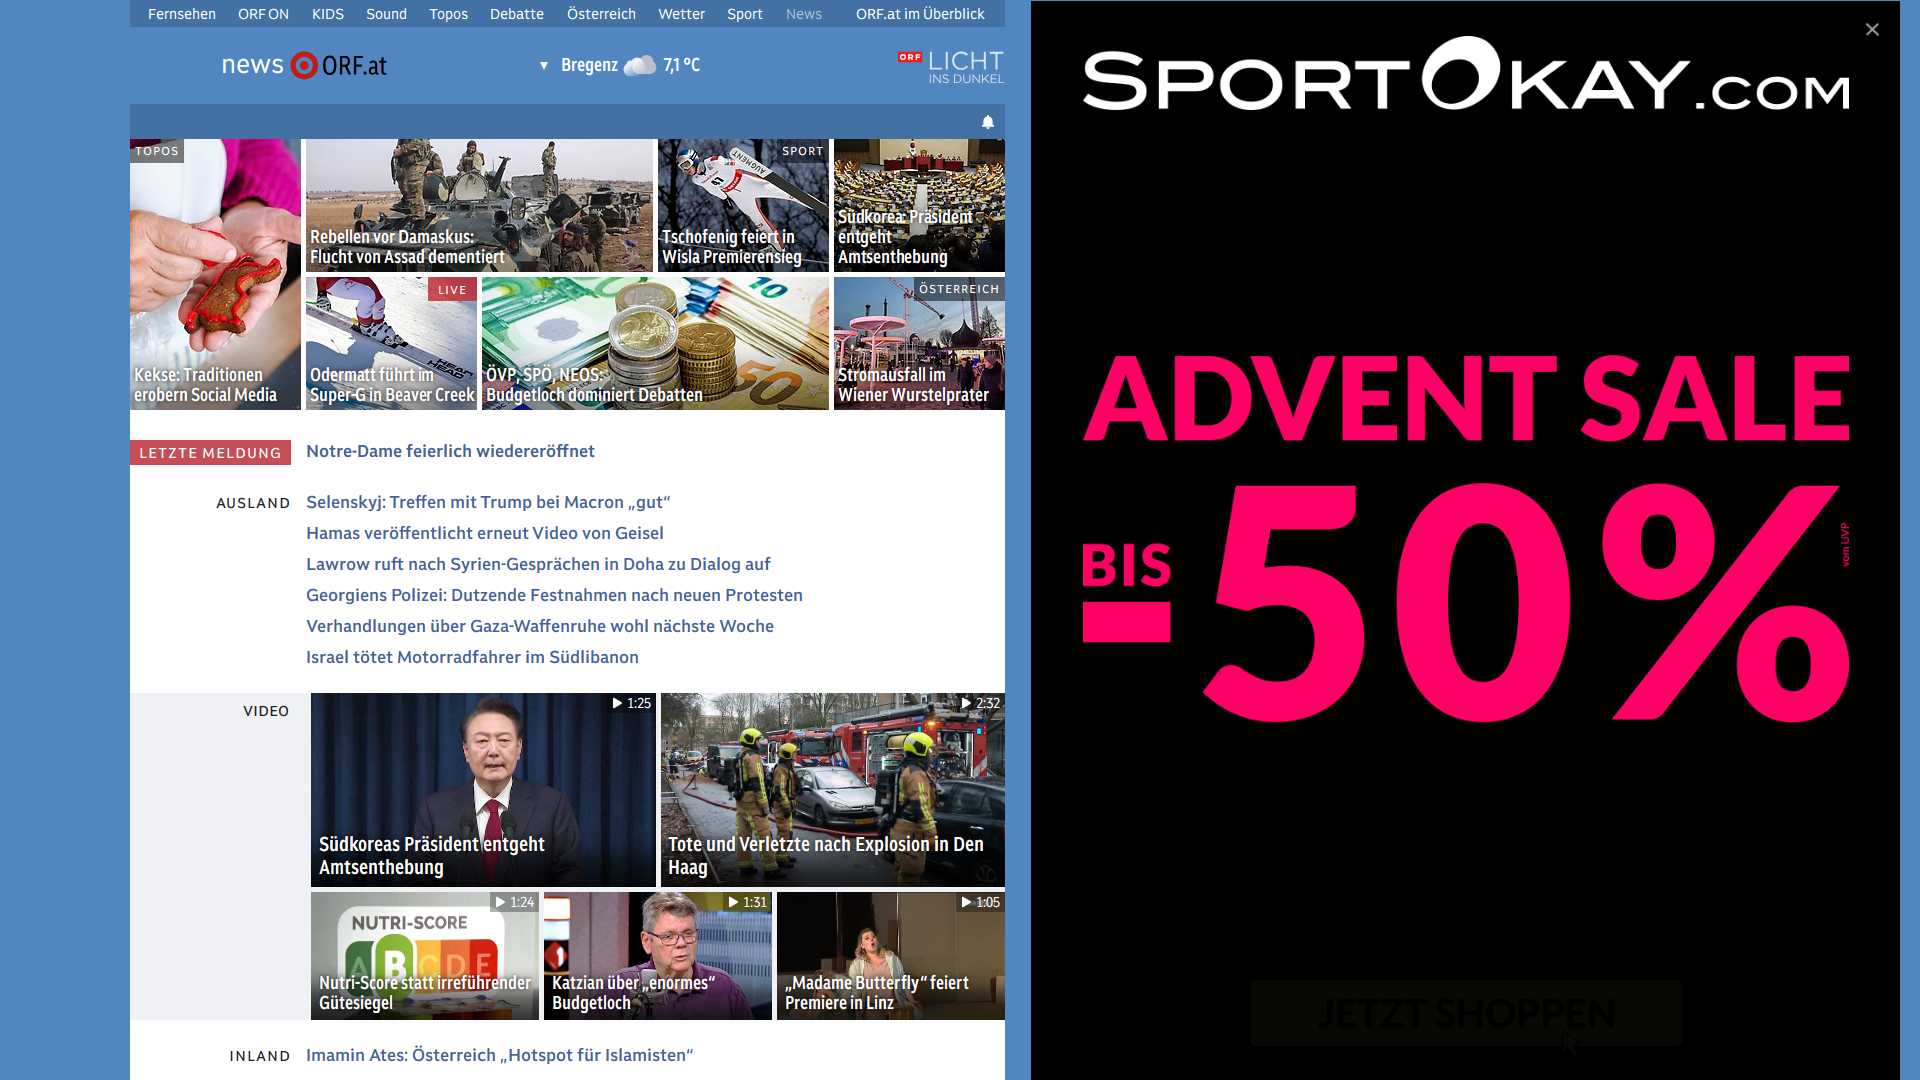 Fernsehen ORF ON KIDS Sound Topos Debatte Österreich Wetter Sport News ORF.at im Überblick
news ORF.at
▼ Bregenz 7,1 °C
ORF LICHT
INS DUNKEL
TOPOS
Kekse: Traditionen
erobern Social Media
Rebellen vor Damaskus:
Flucht von Assad dementiert
SPORT
AUGMENT
Tschofenig feiert in
Wisla Premierensieg
Südkorea: Präsident
entgeht
Amtsenthebung
LIVE
HEAD
Odermatt führt im
Super-G in Beaver Creek
ÖVP, SPÖ, NEOS:
Budgetloch dominiert Debatten
ÖSTERREICH
Stromausfall im
Wiener Wurstelprater
LETZTE MELDUNG
Notre-Dame feierlich wiedereröffnet
AUSLAND
Selenskyj: Treffen mit Trump bei Macron „gut“
Hamas veröffentlicht erneut Video von Geisel
Lawrow ruft nach Syrien-Gesprächen in Doha zu Dialog auf
Georgiens Polizei: Dutzende Festnahmen nach neuen Protesten
Verhandlungen über Gaza-Waffenruhe wohl nächste Woche
Israel tötet Motorradfahrer im Südlibanon
VIDEO
1:25
Südkoreas Präsident entgeht
Amtsenthebung
2:32
Tote und Verletzte nach Explosion in Den
Haag
1:24
NUTRI-SCORE
A B C D E
Nutri-Score statt irreführender
Gütesiegel
1:31
Katzian über „enormes“
Budgetloch
1:05
„Madame Butterfly“ feiert
Premiere in Linz
INLAND
Imamin Ates: Österreich „Hotspot für Islamisten“
SPORTOKAY.COM
ADVENT SALE
BIS
-50%
vom UVP
JETZT SHOPPEN